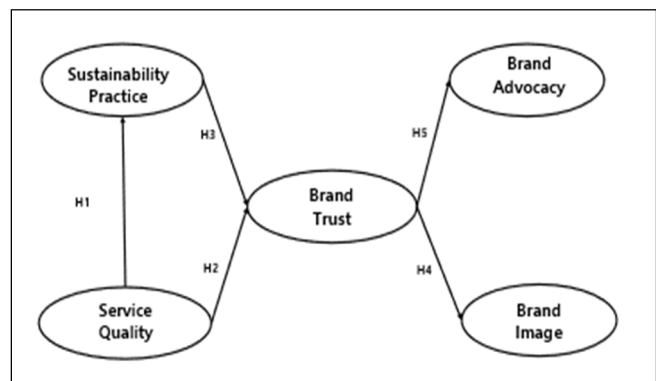 Sustainability
Practice
Brand
Advocacy
H3
H5
H1
Brand
Trust
H2
H4
Service
Quality
Brand
Image